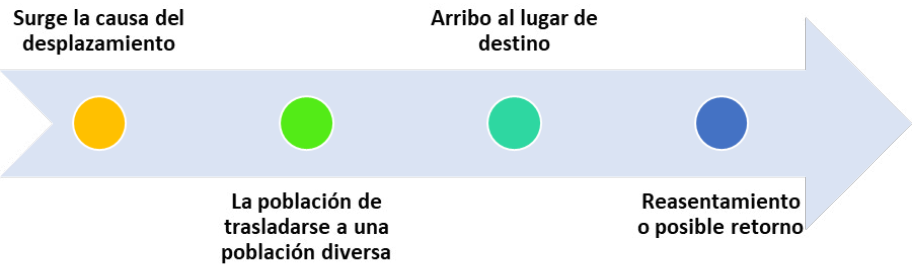 Surge la causa del
desplazamiento
La población de
trasladarse a una
población diversa
Arribo al lugar de
destino
Reasentamiento
o posible retorno